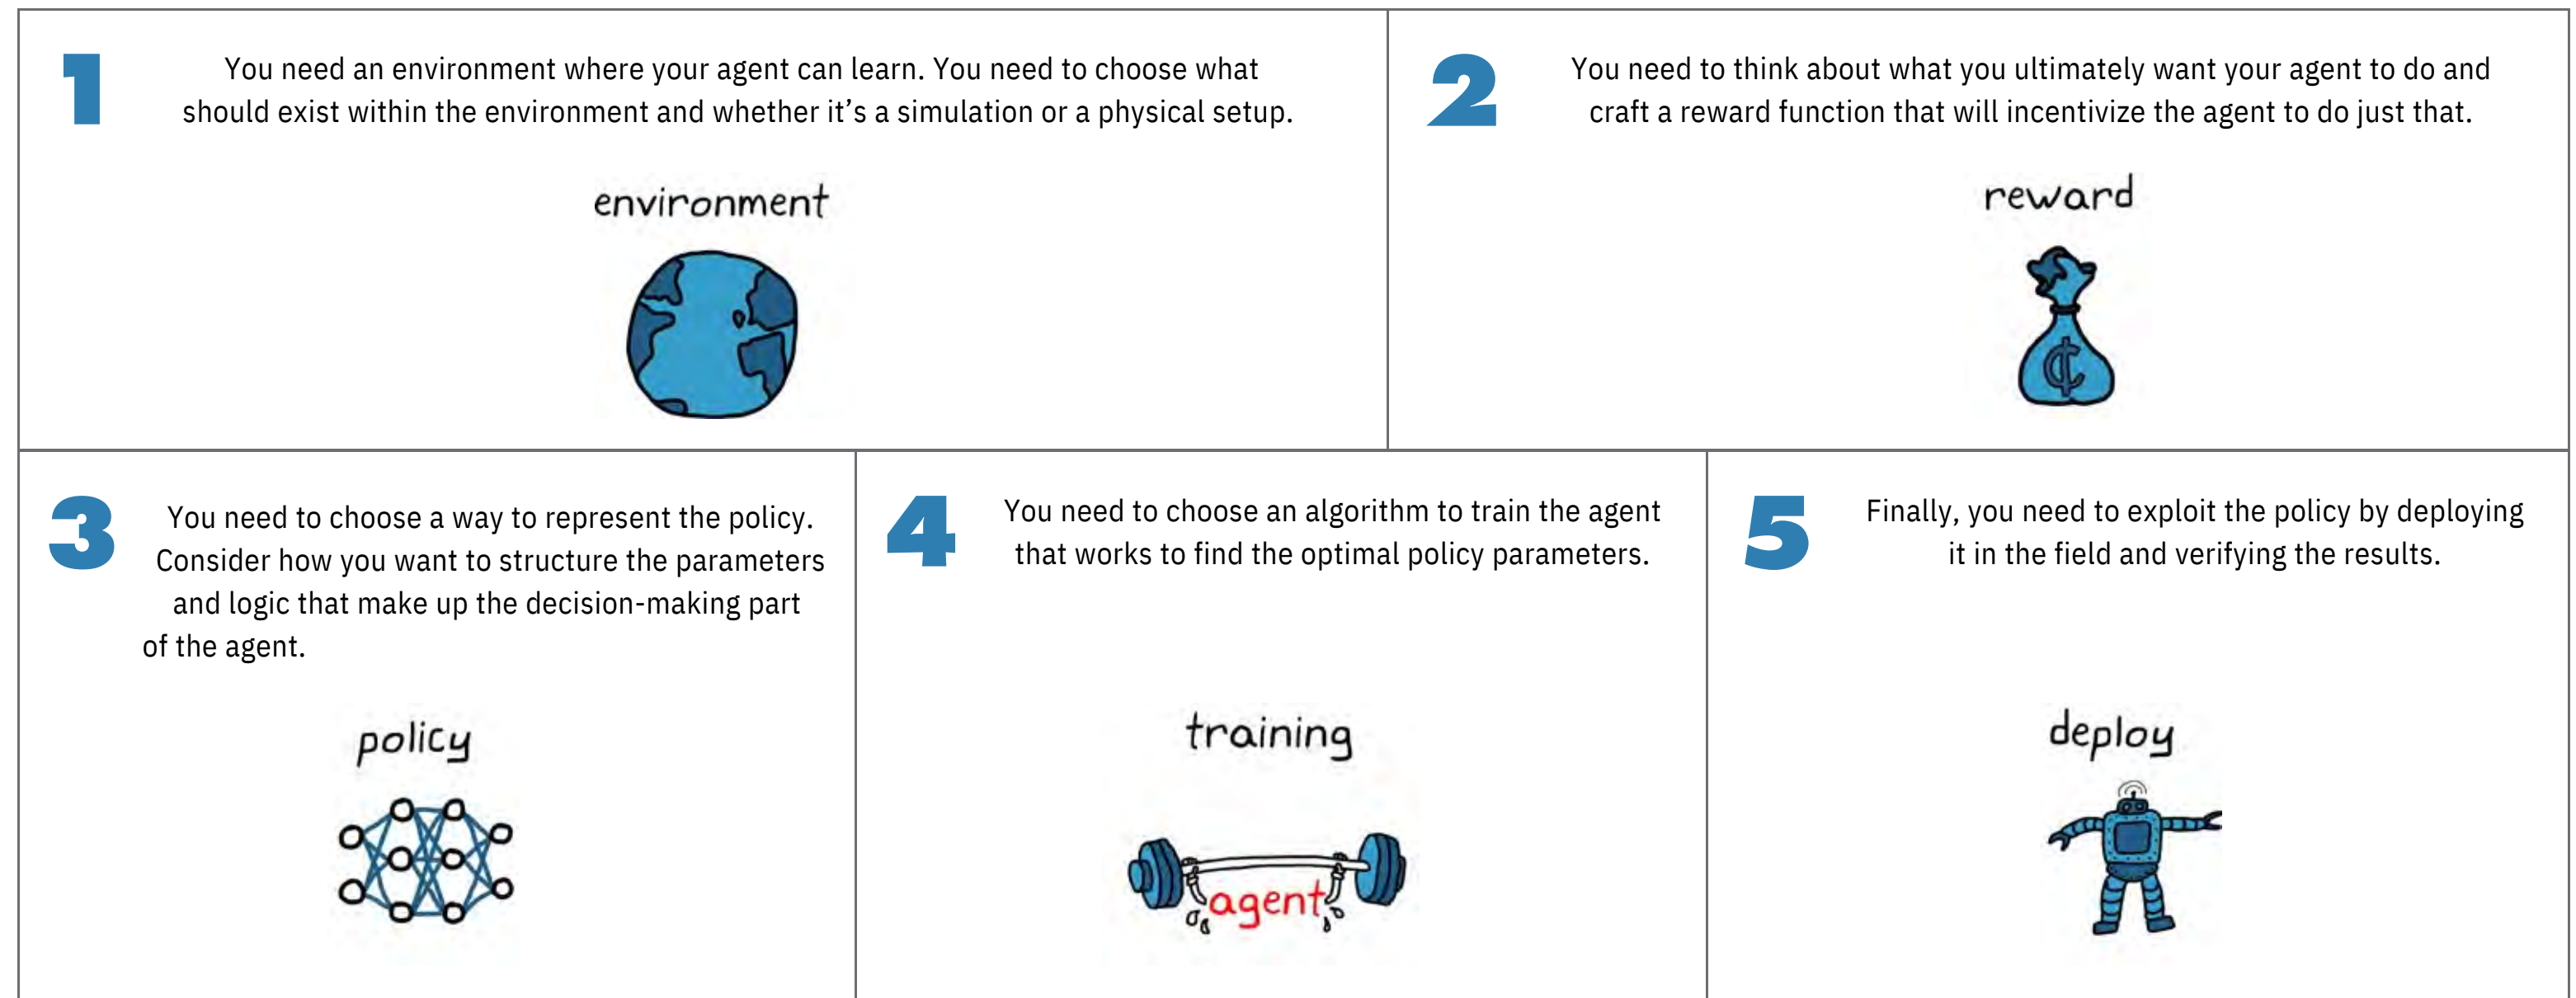 1
You need an environment where your agent can learn. You need to choose what
should exist within the environment and whether it’s a simulation or a physical setup.
environment
2
You need to think about what you ultimately want your agent to do and
craft a reward function that will incentivize the agent to do just that.
reward
₵
3
You need to choose a way to represent the policy.
Consider how you want to structure the parameters
and logic that make up the decision-making part
of the agent.
policy
4
You need to choose an algorithm to train the agent
that works to find the optimal policy parameters.
training
agent
5
Finally, you need to exploit the policy by deploying
it in the field and verifying the results.
deploy